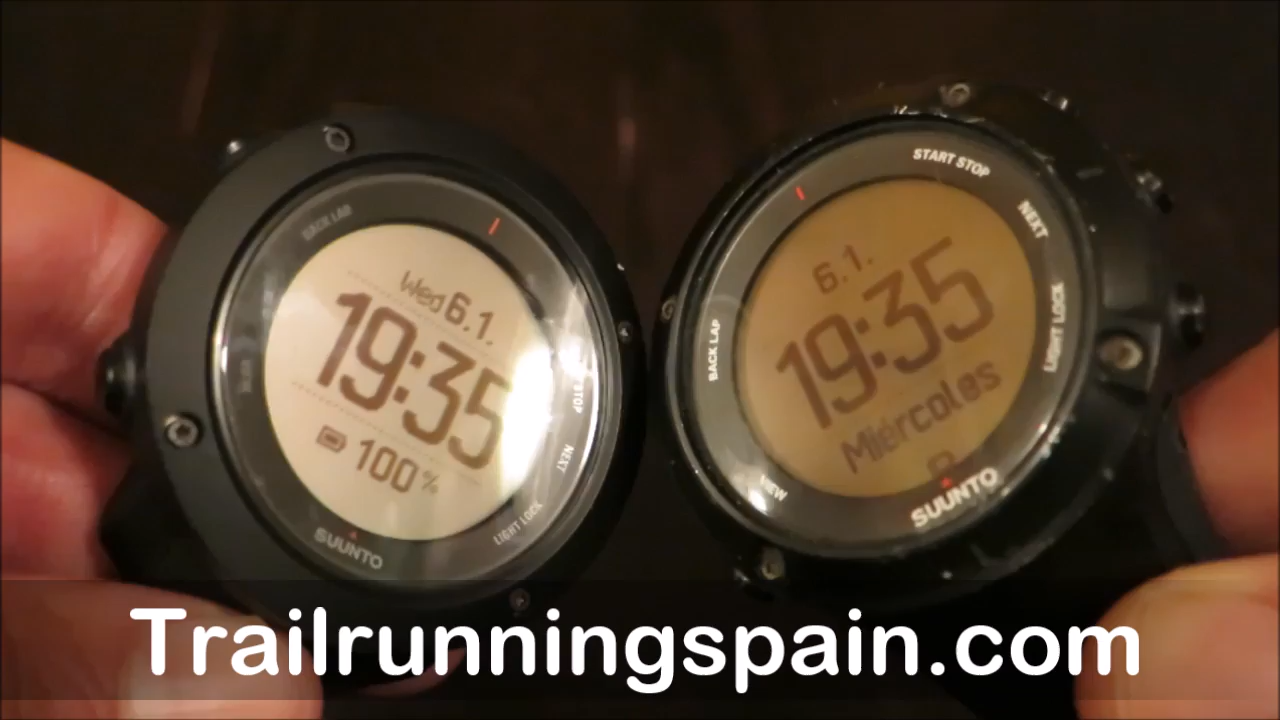 BACK LAP
Wed 6.1.
19:35
100%
STOP
NEXT
LIGHT LOCK
SUUNTO
START STOP
NEXT
LIGHT LOCK
BACK LAP
VIEW
6.1.
19:35
Miércoles
SUUNTO
Trailrunningspain.com